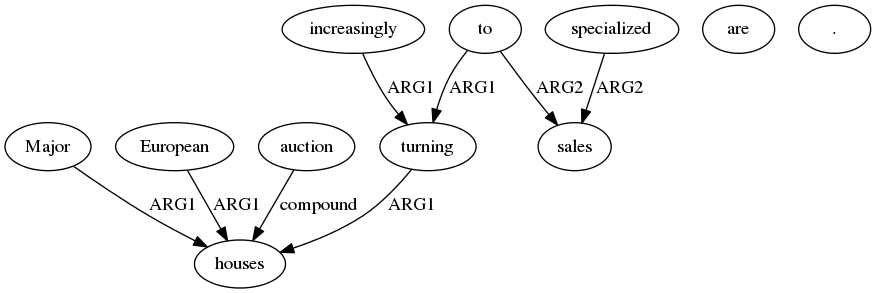 increasingly to specialized are .
ARG1 ARG1 ARG2 ARG2
Major European auction turning sales
ARG1 ARG1 compound ARG1
houses